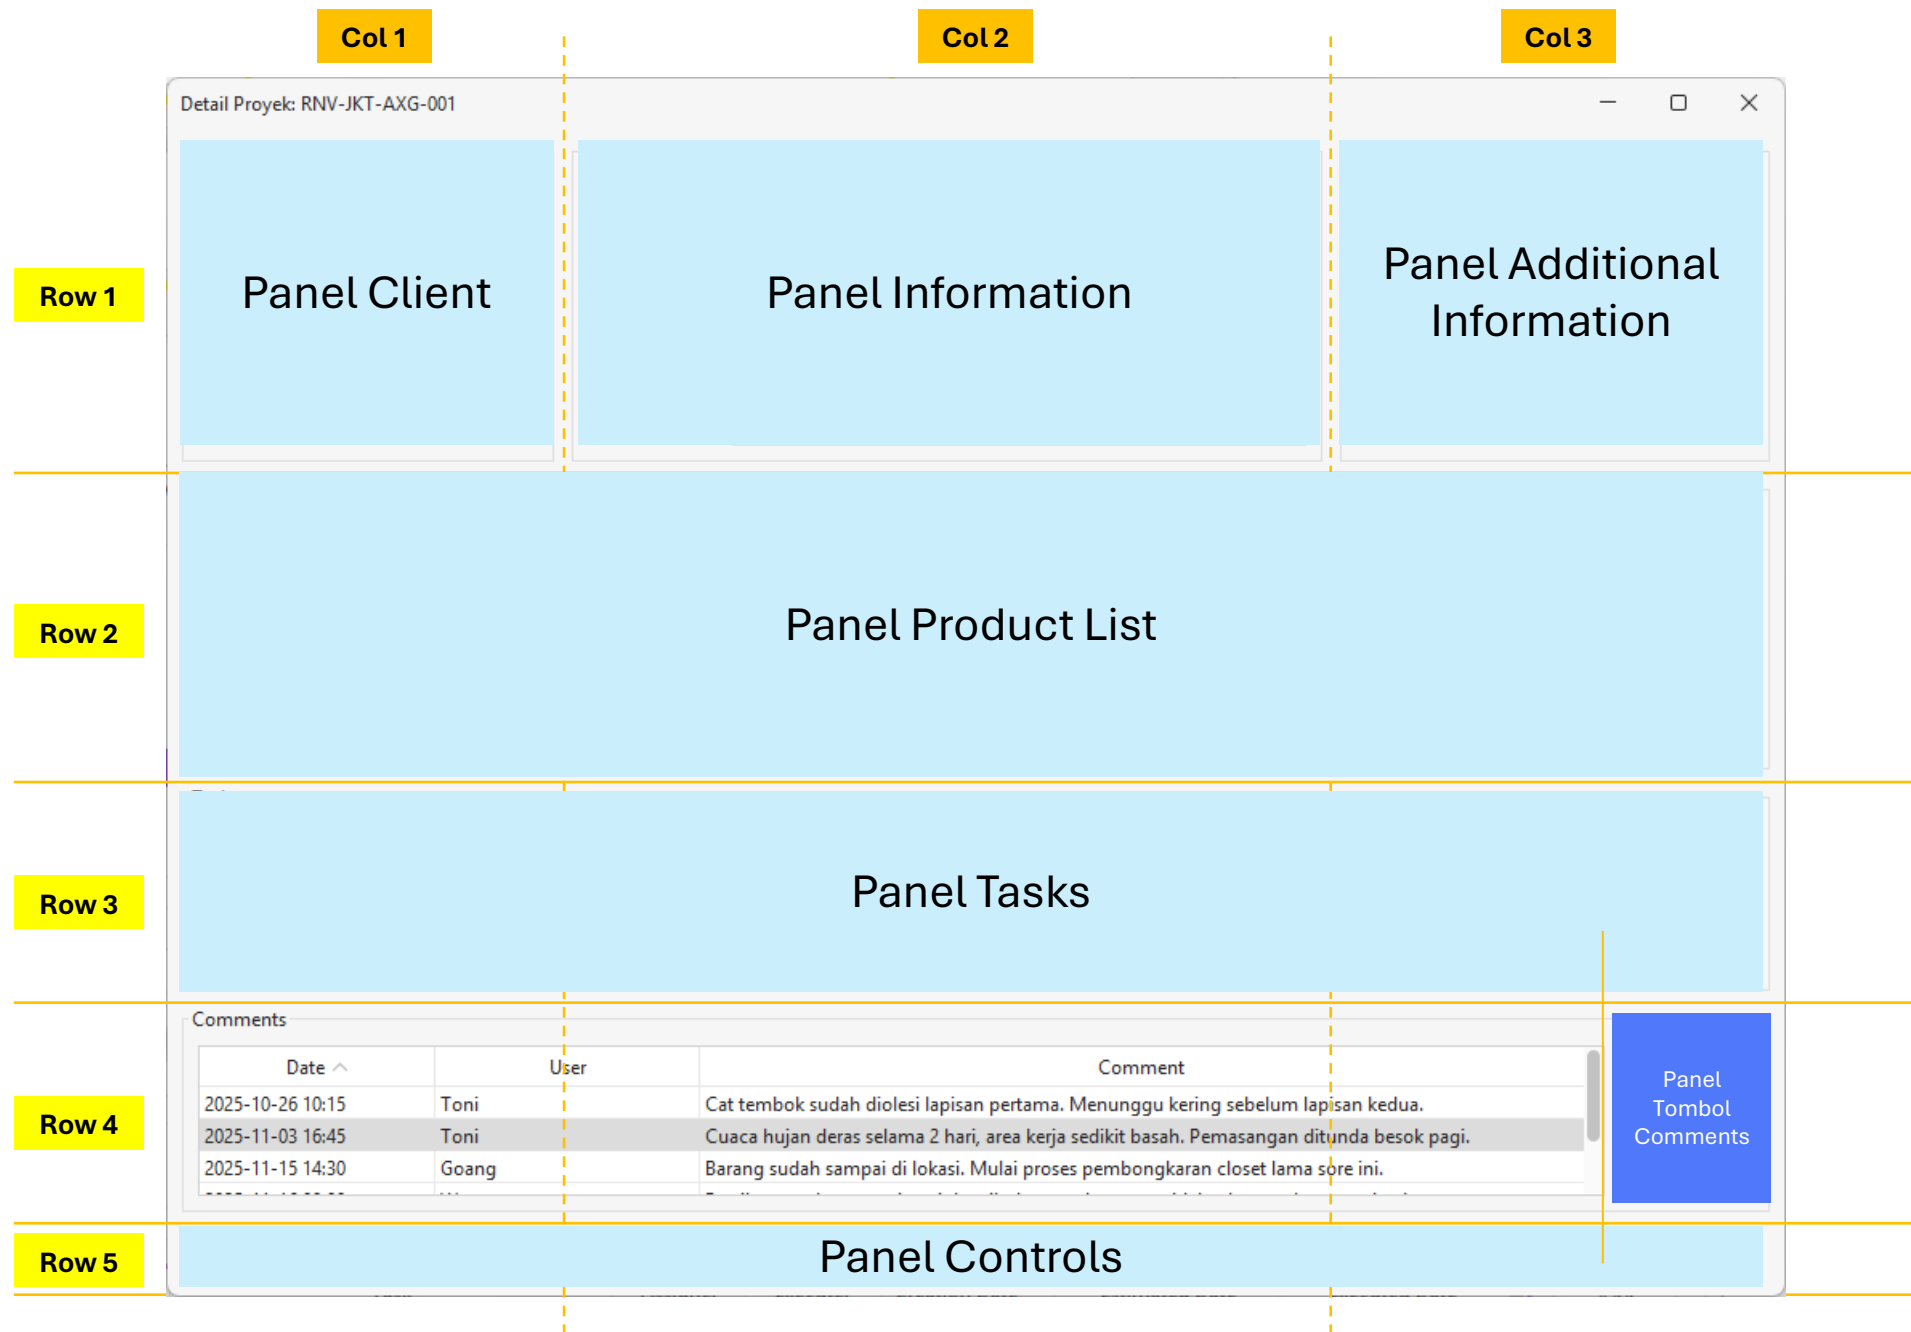 Col 1
Col 2
Col 3
Detail Proyek: RNV-JKT-AXG-001
Row 1
Panel Client
Panel Information
Panel Additional
Information
Row 2
Panel Product List
Row 3
Panel Tasks
Row 4
Comments
Date User Comment
2025-10-26 10:15 Toni Cat tembok sudah diolesi lapisan pertama. Menunggu kering sebelum lapisan kedua.
2025-11-03 16:45 Toni Cuaca hujan deras selama 2 hari, area kerja sedikit basah. Pemasangan ditunda besok pagi.
2025-11-15 14:30 Goang Barang sudah sampai di lokasi. Mulai proses pembongkaran closet lama sore ini.
Panel
Tombol
Comments
Row 5
Panel Controls